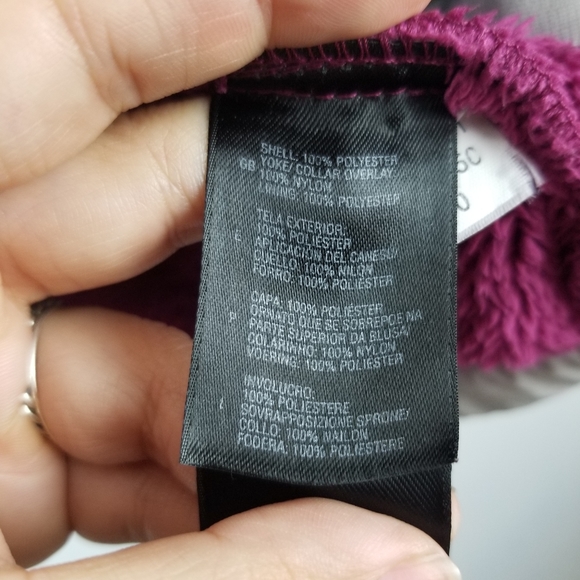 SHELL: 100% POLYESTER
GB YOKE/ COLLAR OVERLAY:
100% NYLON
LINING: 100% POLYESTER
E TELA EXTERIOR:
100% POLIÉSTER
APLICACIÓN DEL CANESÚ/
CUELLO: 100% NILÓN
FORRO: 100% POLIÉSTER
P CAPA: 100% POLIÉSTER
ORNATO QUE SE SOBREPÕE NA
PARTE SUPERIOR DA BLUSA/
COLARINHO: 100% NYLON
VOERING: 100% POLIÉSTER
I INVOLUCRO:
100% POLIESTERE
SOVRAPPOSIZIONE SPRONE/
COLLO: 100% NAILON
FODERA: 100% POLIESTERE